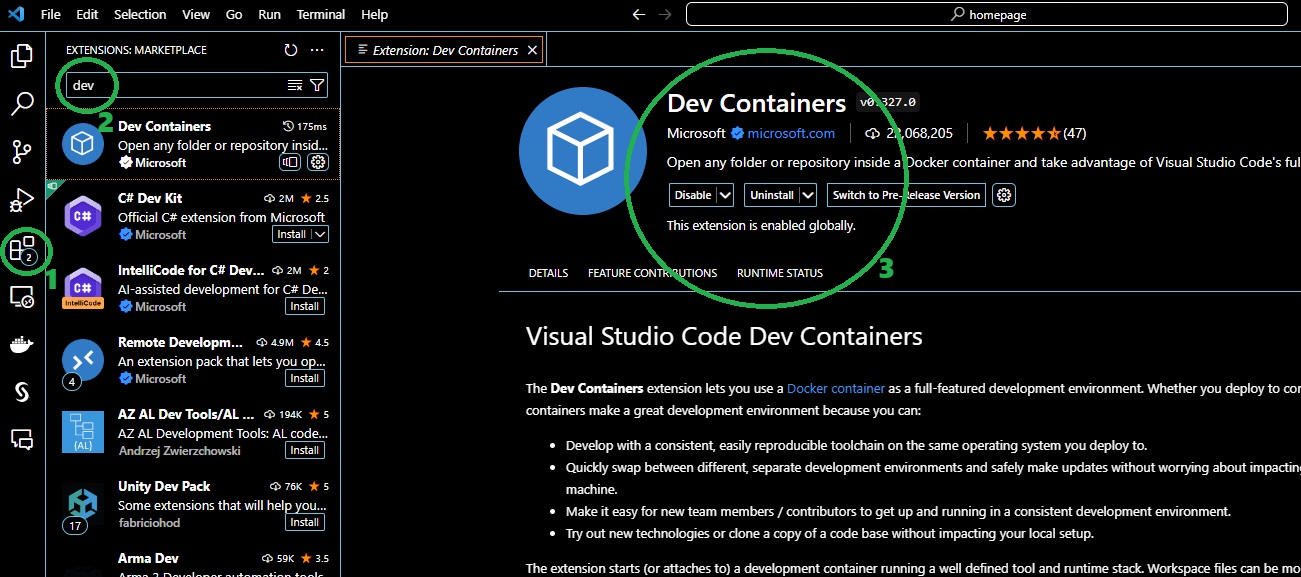 File Edit Selection View Go Run Terminal Help
homepage
EXTENSIONS: MARKETPLACE
Extension: Dev Containers
dev
2
Dev Containers
175ms
Open any folder or repository insid...
Microsoft
C# Dev Kit
2M 2.5
Official C# extension from Microsoft
Microsoft
Install
C#
2
1
IntelliCode for C# Dev...
2M 2
AI-assisted development for C# De...
Microsoft
Install
C#
IntelliCode
Remote Developm...
4.9M 4.5
An extension pack that lets you op...
Microsoft
Install
4
AZ AL Dev Tools/AL ...
194K 5
AZ AL Development Tools: AL code...
Andrzej Zwierzchowski
Install
{AL}
Unity Dev Pack
76K 5
Some extensions that will help you...
fabriciohod
Install
17
Arma Dev
59K 3.5
Arma 3 Developer automation tools
Dev Containers
v0.327.0
Microsoft microsoft.com
068,205
(47)
Open any folder or repository inside a Docker container and take advantage of Visual Studio Code's ful
Disable
Uninstall
Switch to Pre-Release Version
This extension is enabled globally.
3
DETAILS FEATURE CONTRIBUTIONS RUNTIME STATUS
Visual Studio Code Dev Containers
The Dev Containers extension lets you use a Docker container as a full-featured development environment. Whether you deploy to co
containers make a great development environment because you can:
• Develop with a consistent, easily reproducible toolchain on the same operating system you deploy to.
• Quickly swap between different, separate development environments and safely make updates without worrying about impacting
machine.
• Make it easy for new team members / contributors to get up and running in a consistent development environment.
• Try out new technologies or clone a copy of a code base without impacting your local setup.
The extension starts (or attaches to) a development container running a well defined tool and runtime stack. Workspace files can be mo